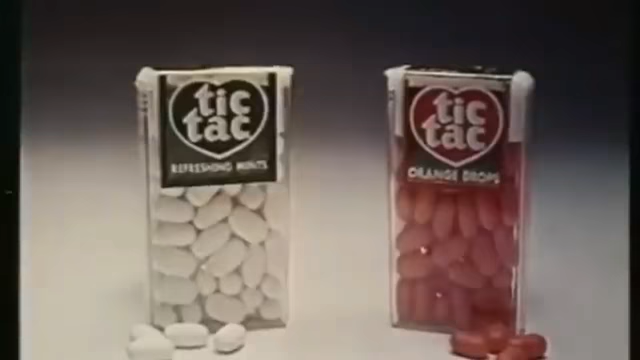 tic
tac
REFRESHING MINTS
tic
tac
ORANGE DROPS